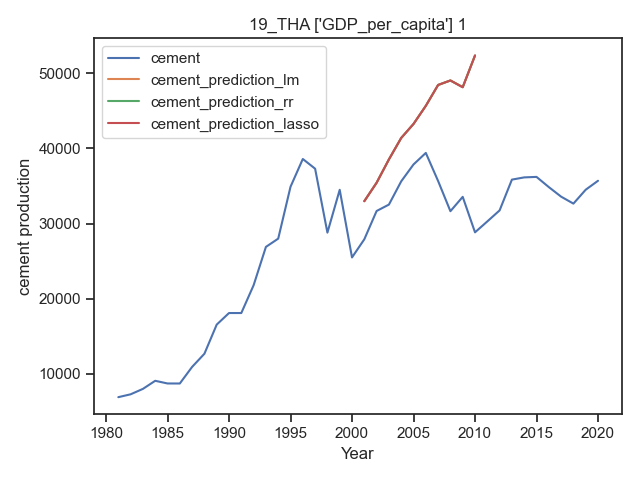 19_THA ['GDP_per_capita'] 1
cement
cement_prediction_lm
cement_prediction_rr
cement_prediction_lasso
cement production
50000
40000
30000
20000
10000
1980 1985 1990 1995 2000 2005 2010 2015 2020
Year